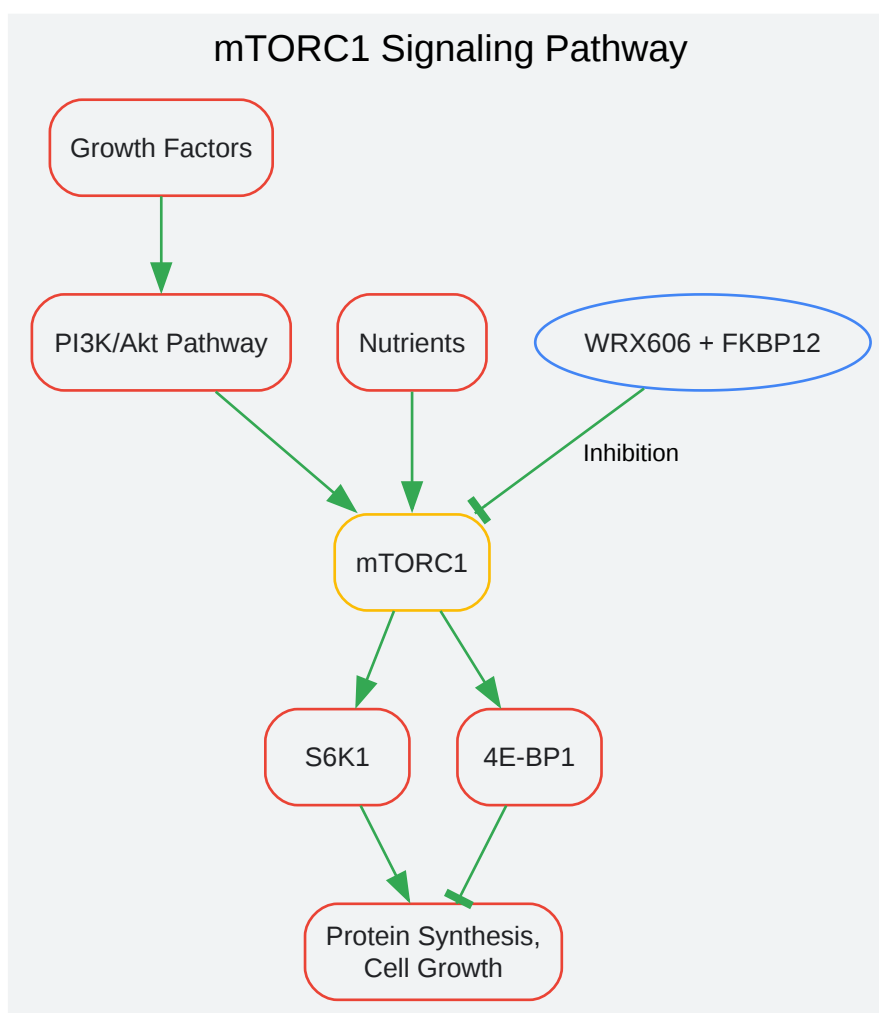 mTORC1 Signaling Pathway
Growth Factors
PI3K/Akt Pathway
Nutrients
WRX606 + FKBP12
Inhibition
mTORC1
S6K1
4E-BP1
Protein Synthesis,
Cell Growth